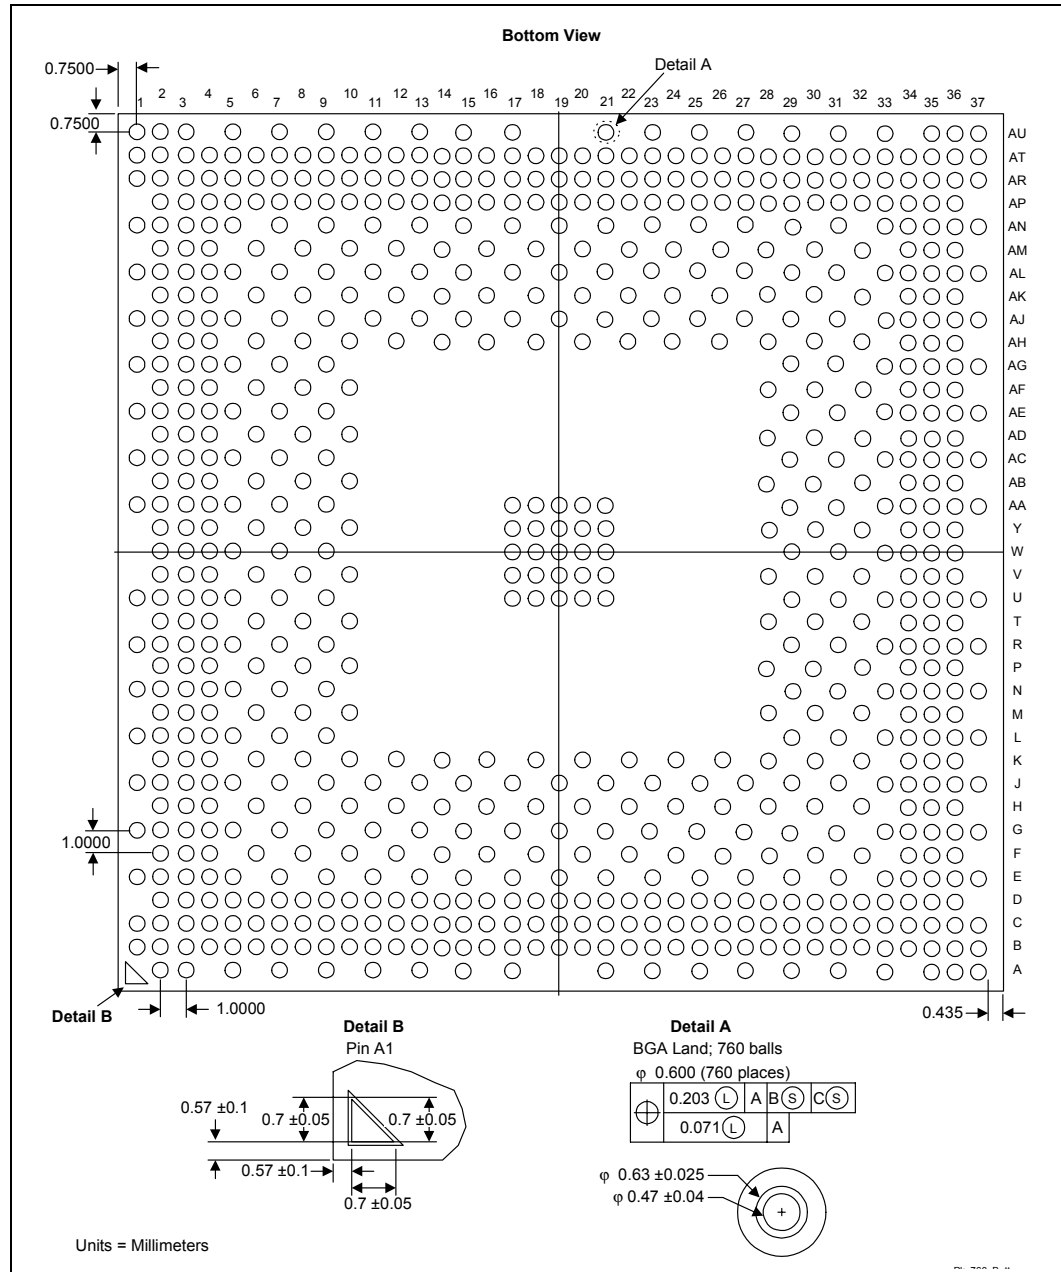 Bottom View
0.7500
Detail A
2 4 6 8 10 12 14 16 18 20 22 24 26 28 30 32 34 36
1 3 5 7 9 11 13 15 17 19 21 23 25 27 29 31 33 35 37
0.7500
AU
AT
AR
AP
AN
AM
AL
AK
AJ
AH
AG
AF
AE
AD
AC
AB
AA
Y
W
V
U
T
R
P
N
M
L
K
J
H
G
1.0000
F
E
D
C
B
A
Detail B
1.0000
0.435
Detail B
Pin A1
0.57 ±0.1
0.7 ±0.05
0.7 ±0.05
0.57 ±0.1
0.7 ±0.05
Detail A
BGA Land; 760 balls
φ 0.600 (760 places)
0.203 Ⓛ A BⓈ CⓈ
0.071Ⓛ A
φ 0.63 ±0.025
φ 0.47 ±0.04
Units = Millimeters